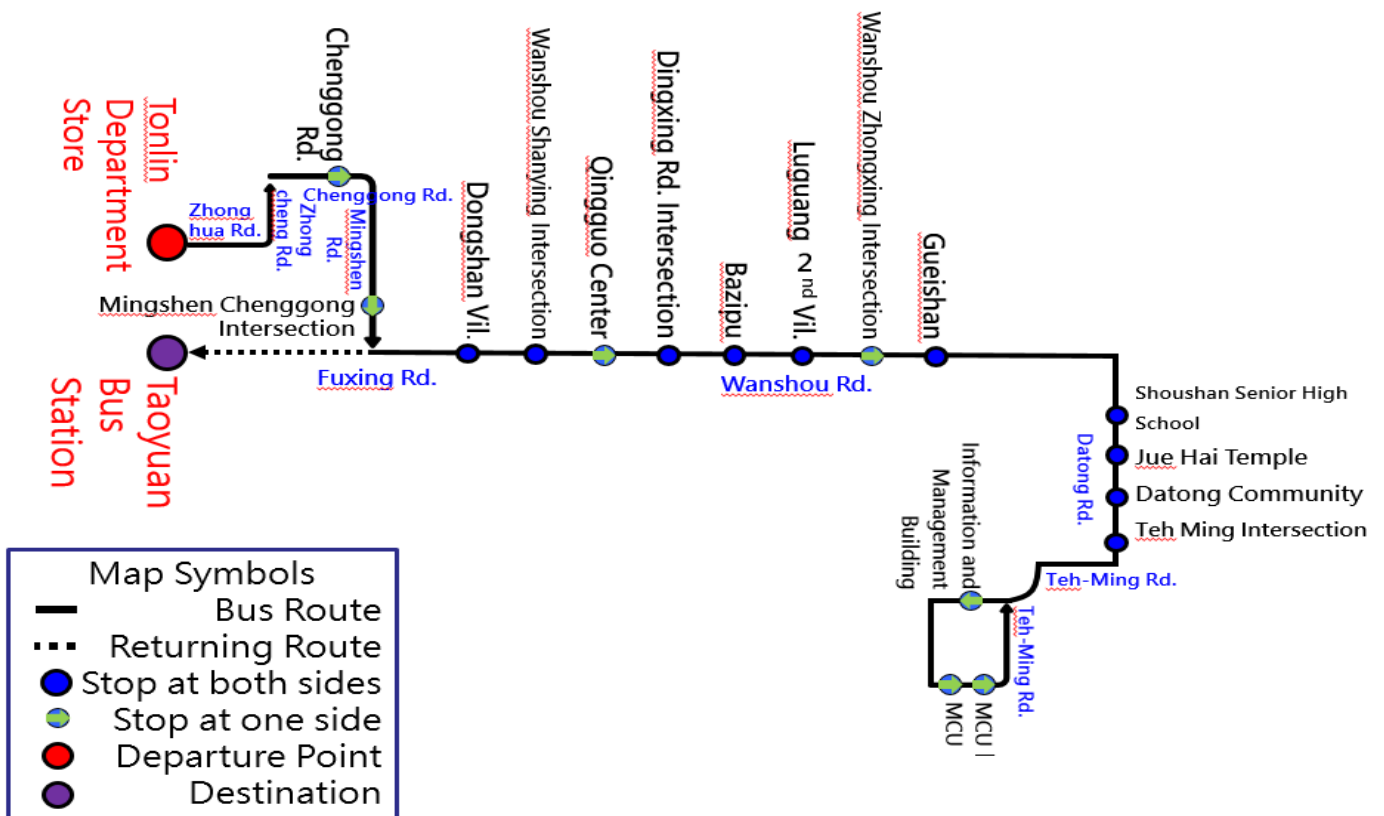 Tonlin
Department
Store
Zhong
hua Rd.
Zhong
cheng Rd.
Chenggong
Rd.
Chenggong Rd.
Mingshen
Rd.
Mingshen Chenggong
Intersection
Taoyuan
Bus
Station
Fuxing Rd.
Dongshan Vil.
Wanshou Shanying Intersection
Qingguo Center
Dingxing Rd. Intersection
Bazipu
Luguang 2nd Vil.
Wanshou Zhongxing Intersection
Gueishan
Wanshou Rd.
Shoushan Senior High
School
Jue Hai Temple
Datong Community
Teh Ming Intersection
Datong Rd.
Teh-Ming Rd.
Information and
Management
Building
Teh-Ming Rd.
MCU
MCU I
Map Symbols
Bus Route
Returning Route
Stop at both sides
Stop at one side
Departure Point
Destination